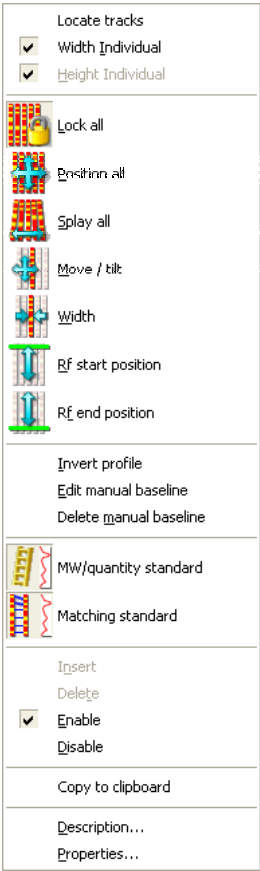 Locate tracks
Width Individual
Height Individual
Lock all
Position all
Splay all
Move / tilt
Width
Rf start position
Rf end position
Invert profile
Edit manual baseline
Delete manual baseline
MW/quantity standard
Matching standard
Insert
Delete
Enable
Disable
Copy to clipboard
Description...
Properties...